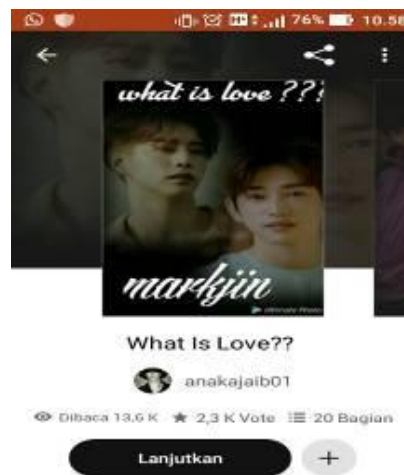 76% 10.58
what is love ???
markjin
What Is Love??
anakajaib01
Dibaca 13,6 K ★ 2,3 K Vote 20 Bagian
Lanjutkan
+